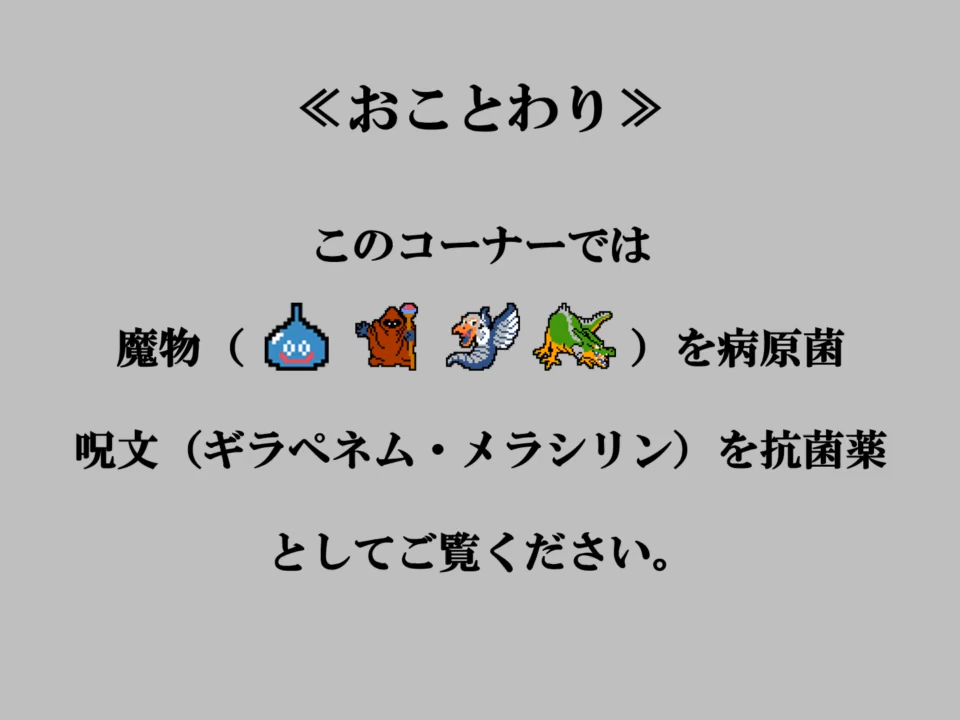 ≪おことわり≫
このコーナーでは
魔物（　　　　）を病原菌
呪文（ギラペネム・メラシリン）を抗菌薬
としてご覧ください。